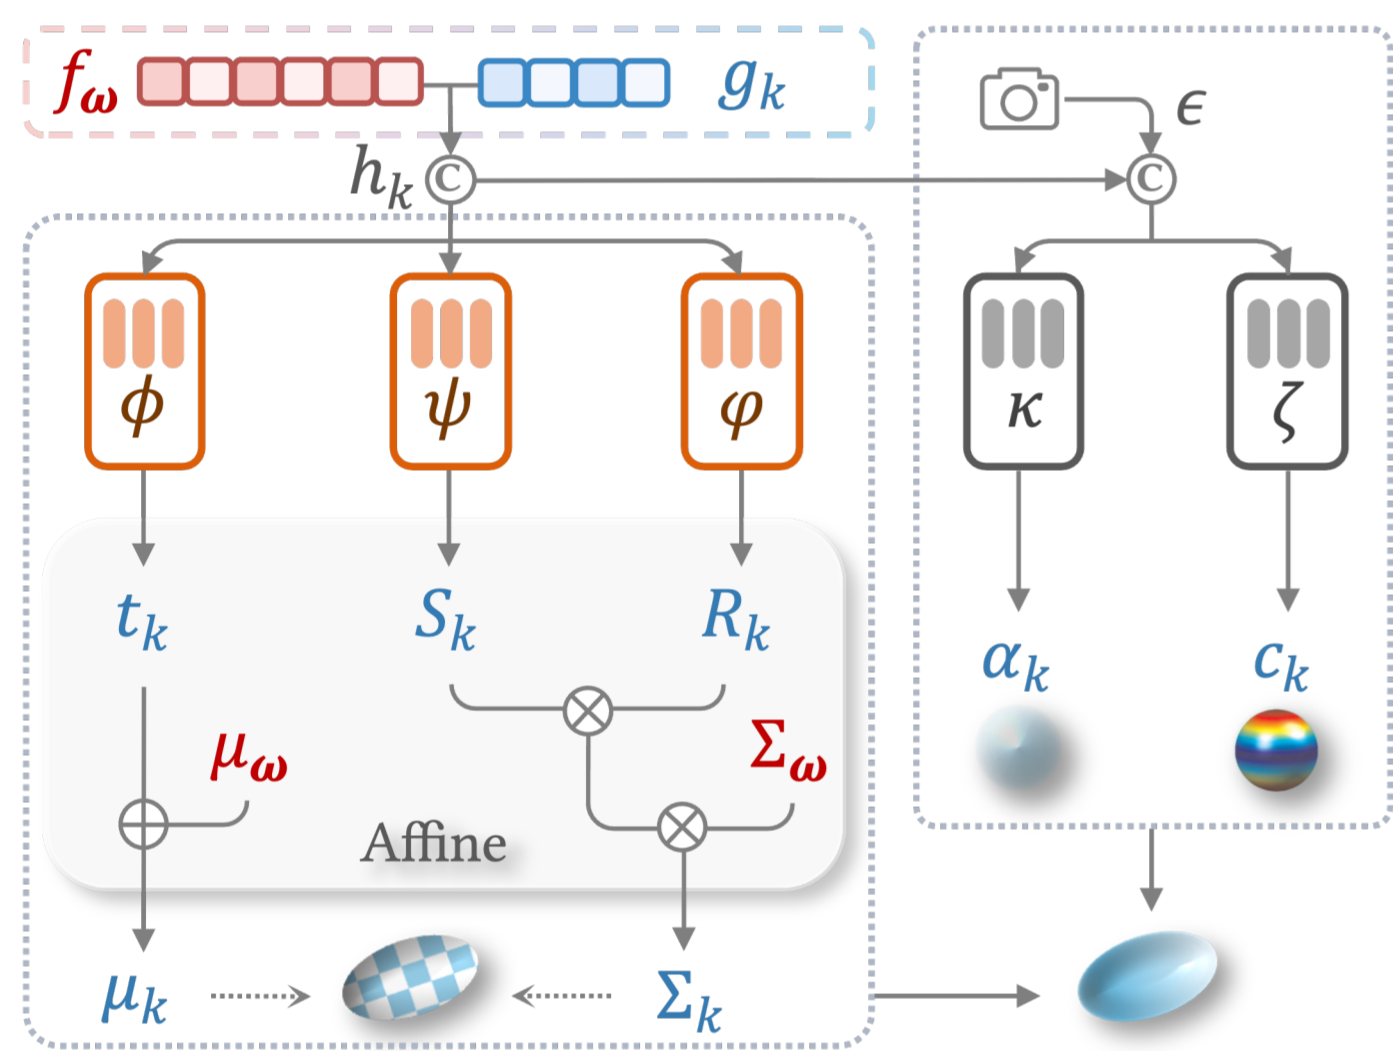 f_ω g_k
ϵ
h_k C C
ϕ ψ φ κ ζ
t_k S_k R_k
α_k c_k
μ_ω Σ_ω
Affine
μ_k Σ_k